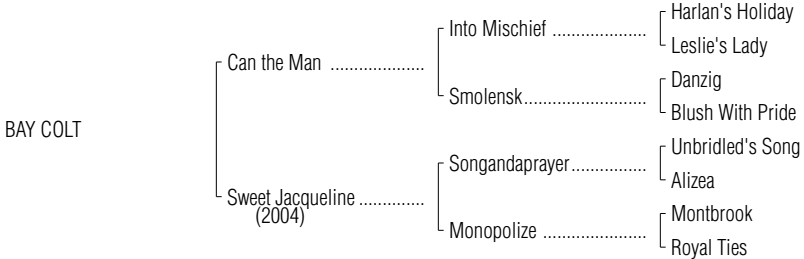 Harlan's Holiday
Into Mischief ....................
Leslie's Lady
Can the Man ....................
Danzig
Smolensk..........................
Blush With Pride
BAY COLT
Unbridled's Song
Songandaprayer................
Alizea
Sweet Jacqueline ..............
(2004)
Montbrook
Monopolize ......................
Royal Ties